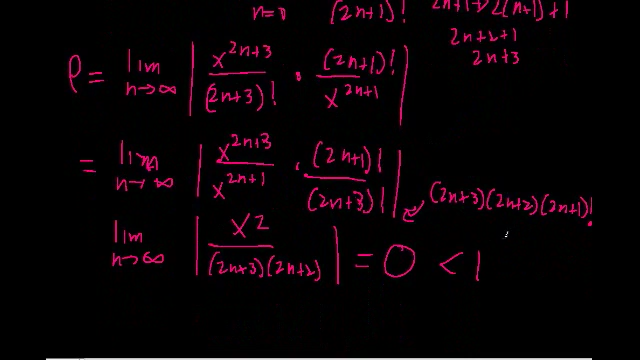 n=0 (2n+1)! 2n+1→2(n+1)+1
2n+2+1
2n+3
ρ = lim n→∞ | x^{2n+3} / (2n+3)! · (2n+1)! / x^{2n+1} |
= lim n→∞ | x^{2n+3} / x^{2n+1} · (2n+1)! / (2n+3)! |
(2n+3)(2n+2)(2n+1)!
lim n→∞ | x2 / (2n+3)(2n+2) | = 0 < 1